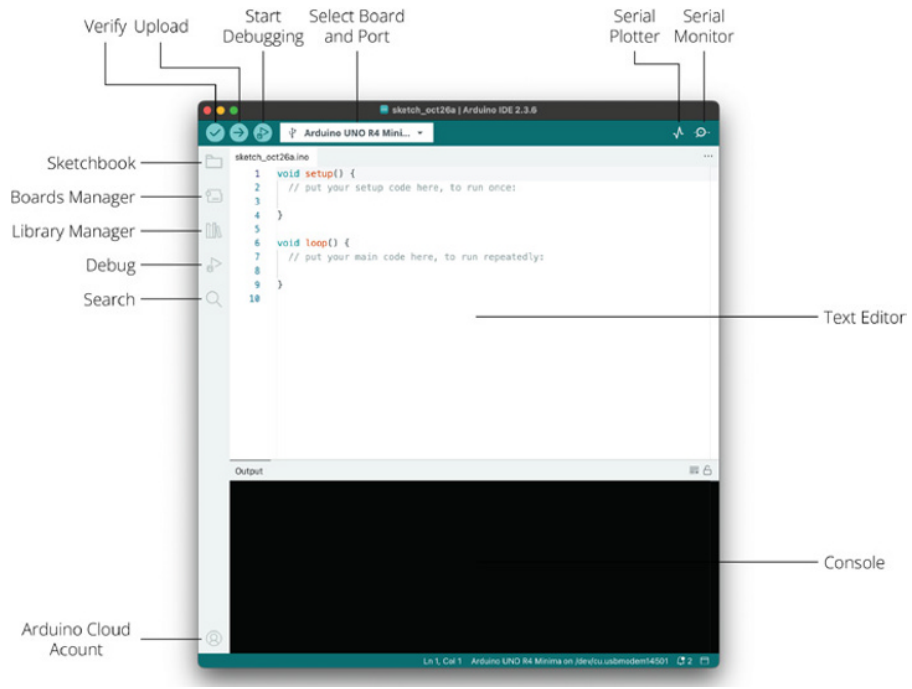 Start
Debugging
Select Board
and Port
Serial
Plotter
Serial
Monitor
Verify
Upload
sketch_oct26a | Arduino IDE 2.3.6
Arduino UNO R4 Mini...
Sketchbook
Boards Manager
Library Manager
Debug
Search
sketch_oct26a.ino
...
1 void setup() {
2 // put your setup code here, to run once:
3
4 }
5
6 void loop() {
7 // put your main code here, to run repeatedly:
8
9 }
10
Text Editor
Output
Console
Arduino Cloud
Acount
Ln 1, Col 1 Arduino UNO R4 Minima on /dev/cu.usbmodem14501 2